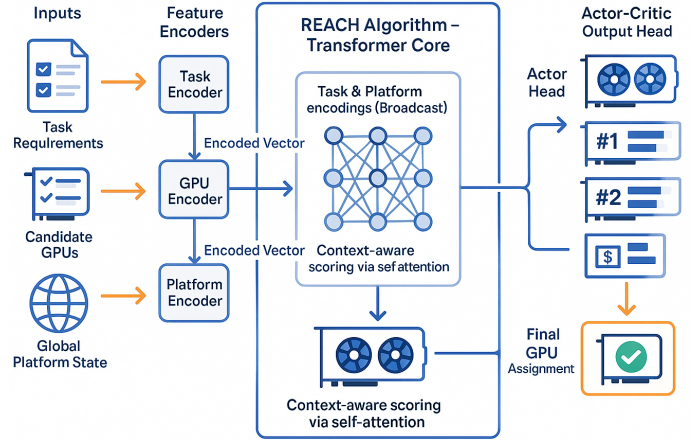 Inputs
Feature
Encoders
REACH Algorithm –
Transformer Core
Actor-Critic
Output Head
Task
Requlrements
Candidate
GPUs
Global
Platform State
Task
Encoder
Encoded Vector
GPU
Encoder
Encoded Vector
Platform
Encoder
Task & Platform
encodings (Broadcast)
Context-aware
scoring via sef attention
Context-aware scoring
via self-attention
Actor
Head
#1
#2
$
Final
GPU
Assignment